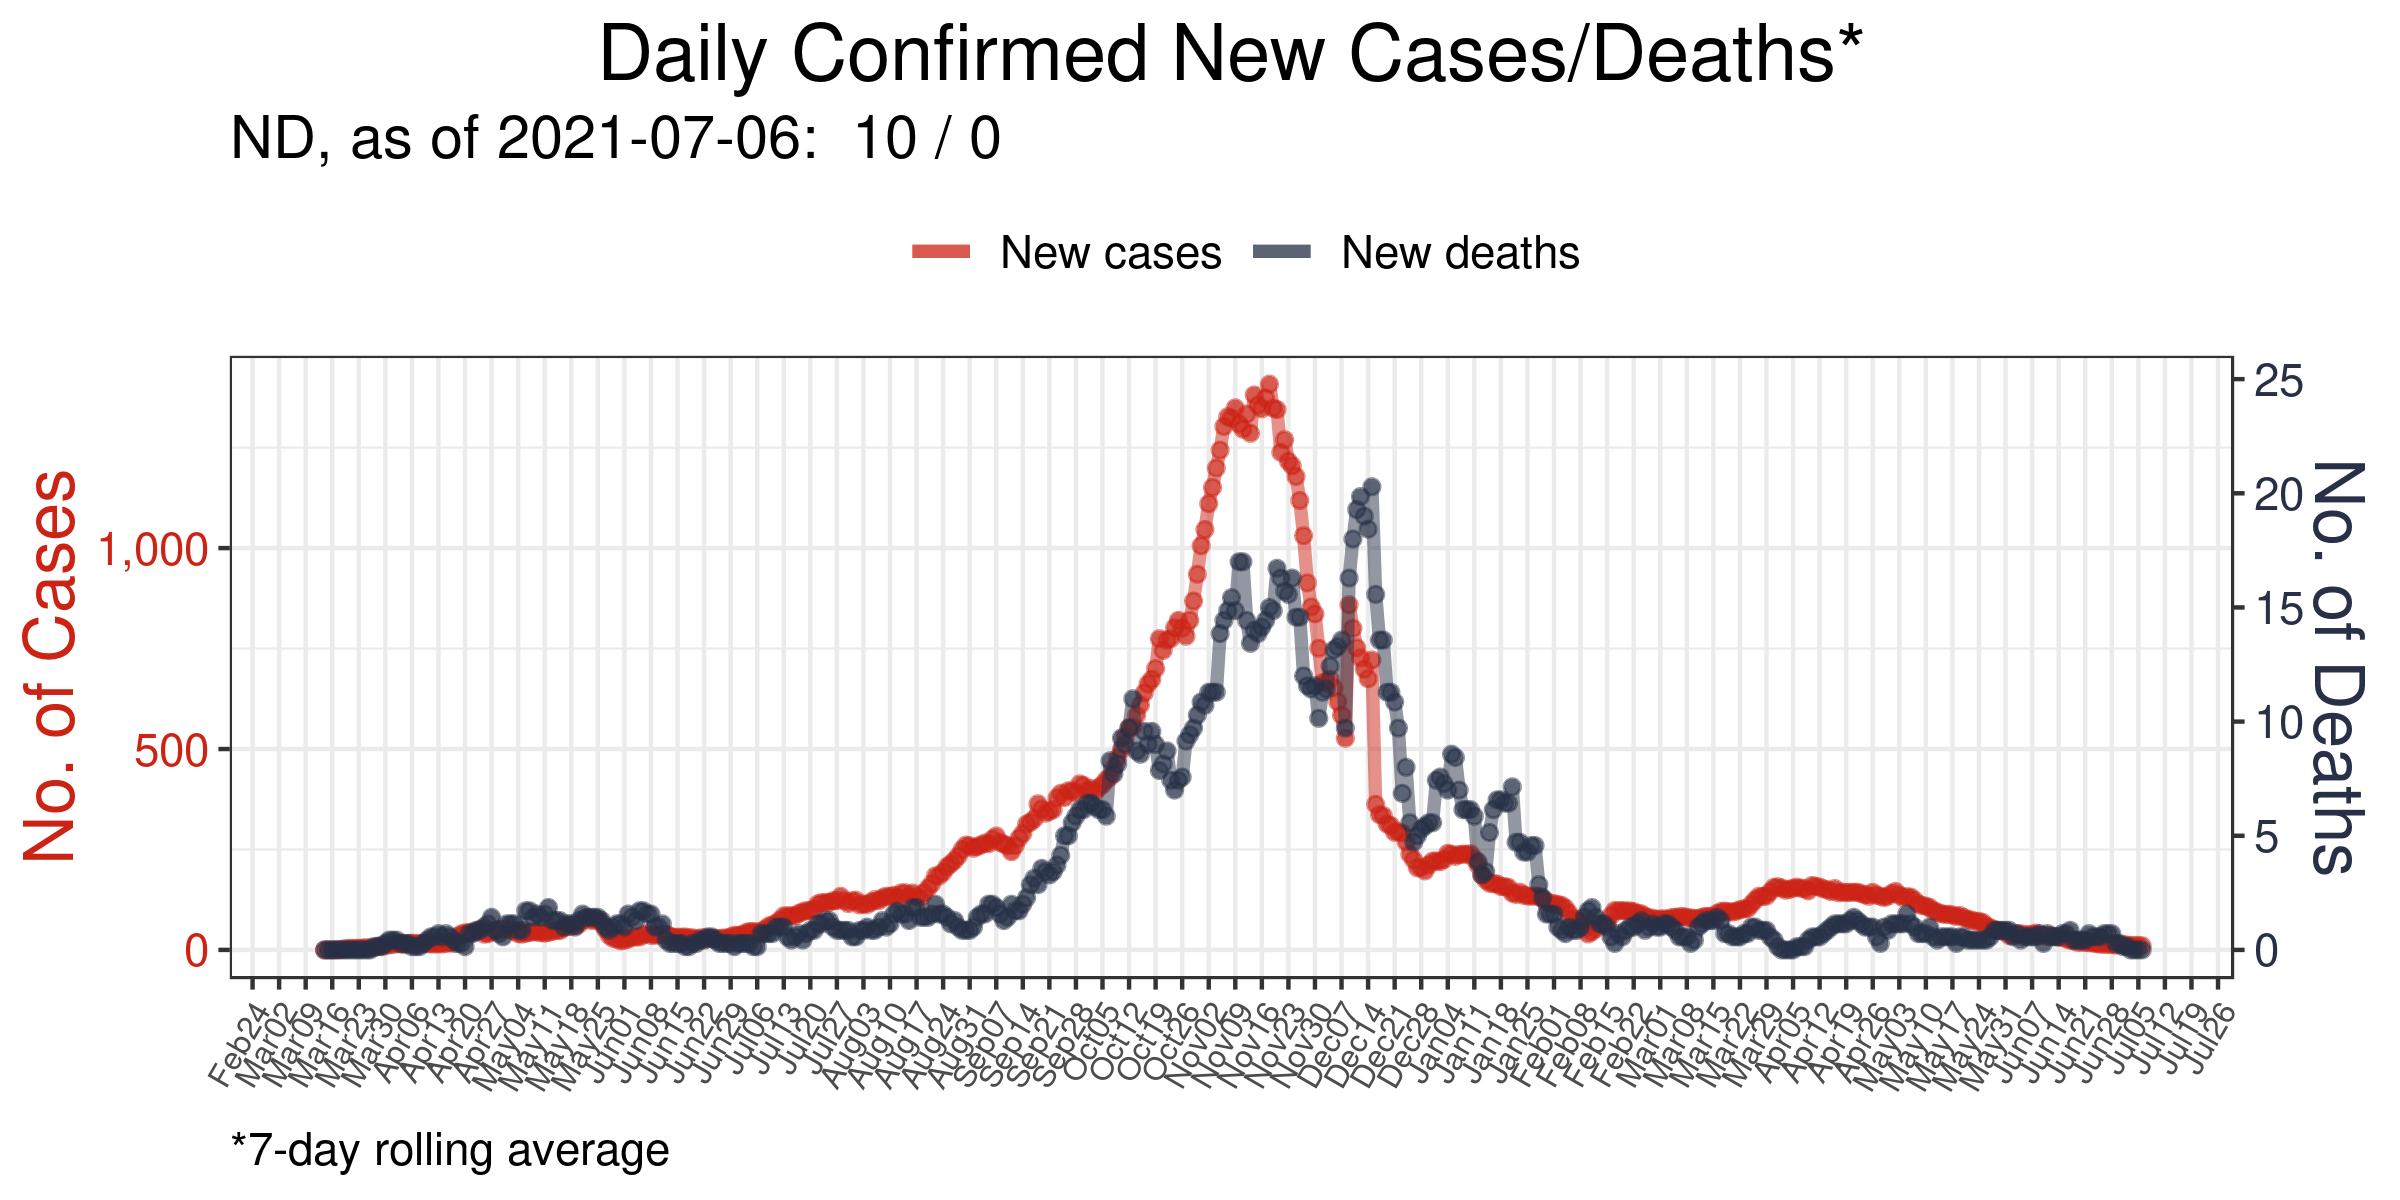 Daily Confirmed New Cases/Deaths*
ND, as of 2021-07-06:  10 / 0
New cases
New deaths
No. of Cases
1,000
500
0
25
20
15
10
5
0
No. of Deaths
Feb24
Mar02
Mar09
Mar16
Mar23
Mar30
Apr06
Apr13
Apr20
Apr27
May04
May11
May18
May25
Jun01
Jun08
Jun15
Jun22
Jun29
Jul06
Jul13
Jul20
Jul27
Aug03
Aug10
Aug17
Aug24
Aug31
Sep07
Sep14
Sep21
Sep28
Oct05
Oct12
Oct19
Oct26
Nov02
Nov09
Nov16
Nov23
Nov30
Dec07
Dec14
Dec21
Dec28
Jan04
Jan11
Jan18
Jan25
Feb01
Feb08
Feb15
Feb22
Mar01
Mar08
Mar15
Mar22
Mar29
Apr05
Apr12
Apr19
Apr26
May03
May10
May17
May24
May31
Jun07
Jun14
Jun21
Jun28
Jul05
Jul12
Jul19
Jul26
*7-day rolling average